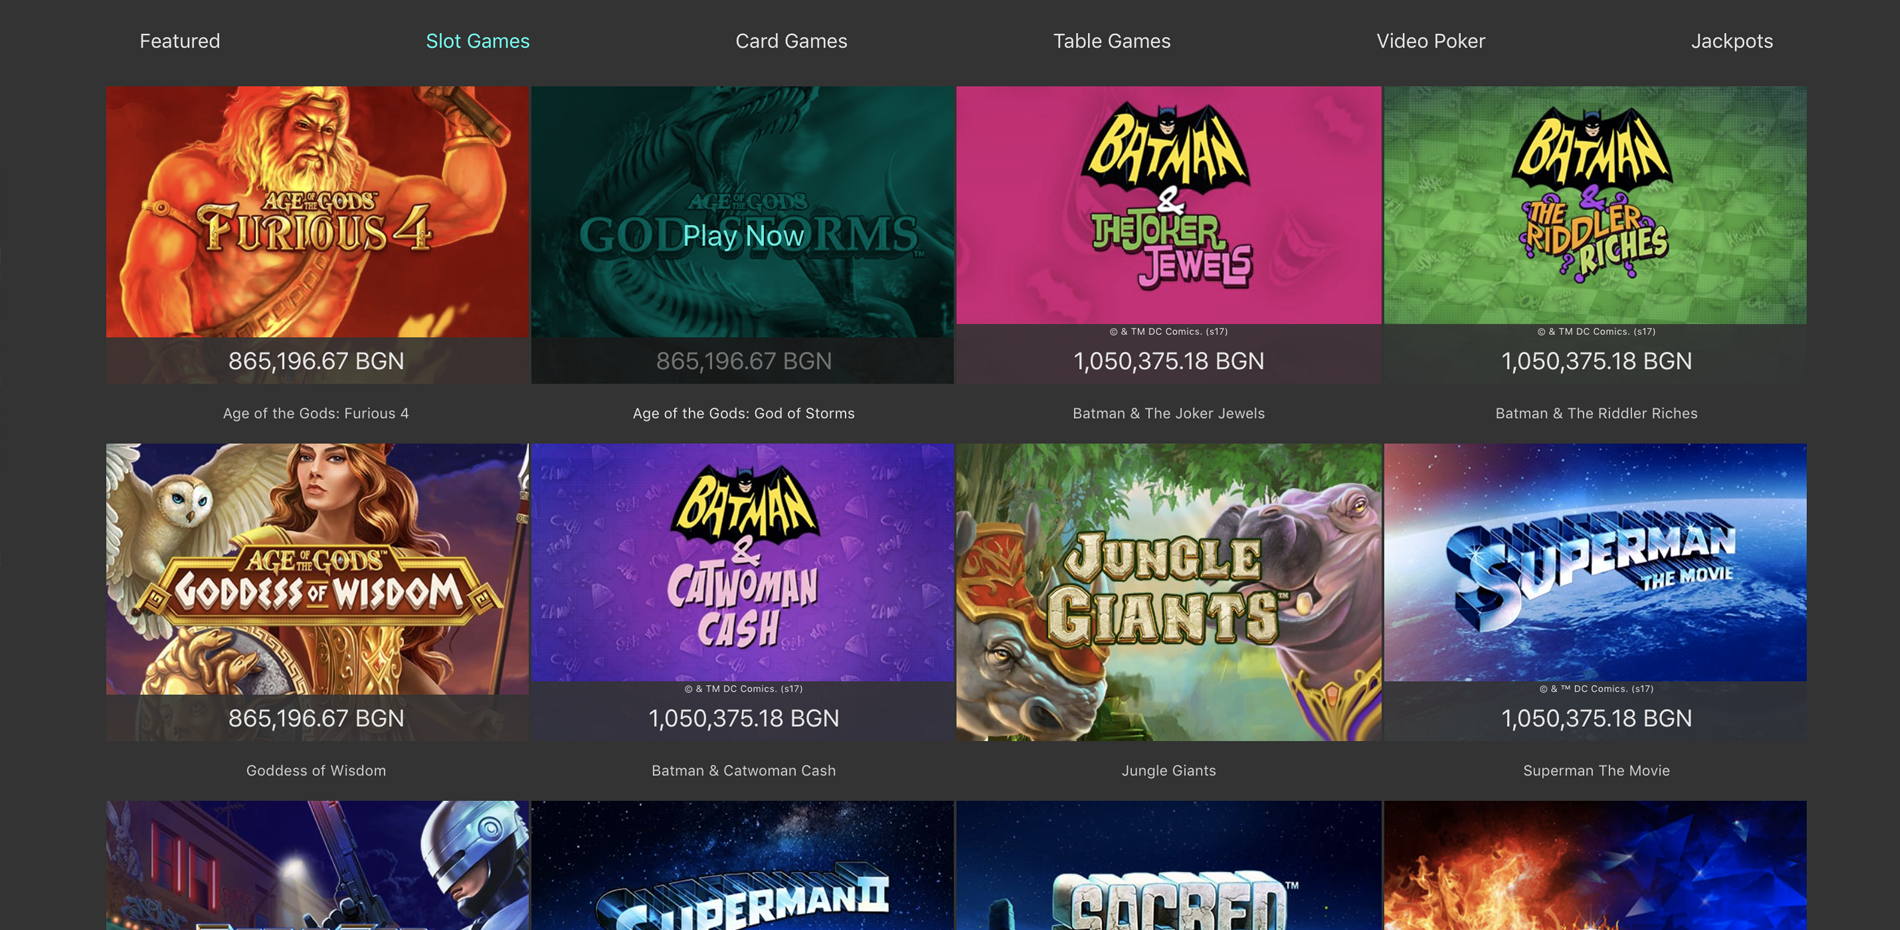 Featured Slot Games Card Games Table Games Video Poker Jackpots
AGE OF THE GODS™
FURIOUS 4
865,196.67 BGN
AGE OF THE GODS
GOD STORMS™
Play Now
865,196.67 BGN
BATMAN
&
THE JOKER
JEWELS
© & TM DC Comics. (s17)
1,050,375.18 BGN
BATMAN
&
THE
RIDDLER
RICHES
© & TM DC Comics. (s17)
1,050,375.18 BGN
Age of the Gods: Furious 4
Age of the Gods: God of Storms
Batman & The Joker Jewels
Batman & The Riddler Riches
AGE OF THE GODS™
GODDESS OF WISDOM
865,196.67 BGN
BATMAN
&
CATWOMAN
CASH
© & TM DC Comics. (s17)
1,050,375.18 BGN
JUNGLE
GIANTS™
SUPERMAN
THE MOVIE
© & ™ DC Comics. (s17)
1,050,375.18 BGN
Goddess of Wisdom
Batman & Catwoman Cash
Jungle Giants
Superman The Movie
SUPERMAN II
SACRED™